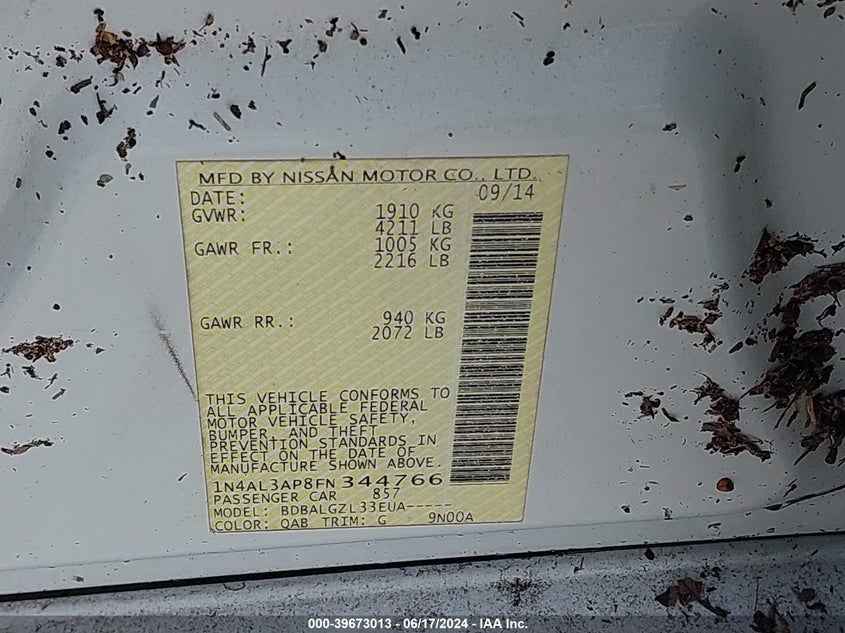 MFD BY NISSAN MOTOR CO., LTD.
DATE: 09/14
GVWR: 1910 KG
4211 LB
GAWR FR.: 1005 KG
2216 LB
GAWR RR.: 940 KG
2072 LB
THIS VEHICLE CONFORMS TO
ALL APPLICABLE FEDERAL
MOTOR VEHICLE SAFETY,
BUMPER, AND THEFT
PREVENTION STANDARDS IN
EFFECT ON THE DATE OF
MANUFACTURE SHOWN ABOVE.
1N4AL3AP8FN 344766
PASSENGER CAR 857
MODEL: BDBALGZL33EUA-----
COLOR: QAB TRIM: G 9N00A
000-39673013 - 06/17/2024 - IAA Inc.